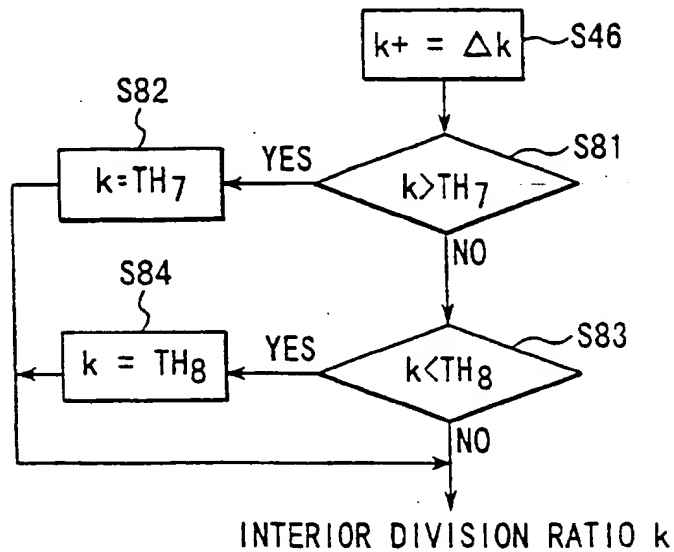 k+ = Δk
S46
S82
S81
k=TH7
YES
k>TH7
NO
S84
S83
k = TH8
YES
k<TH8
NO
INTERIOR DIVISION RATIO k